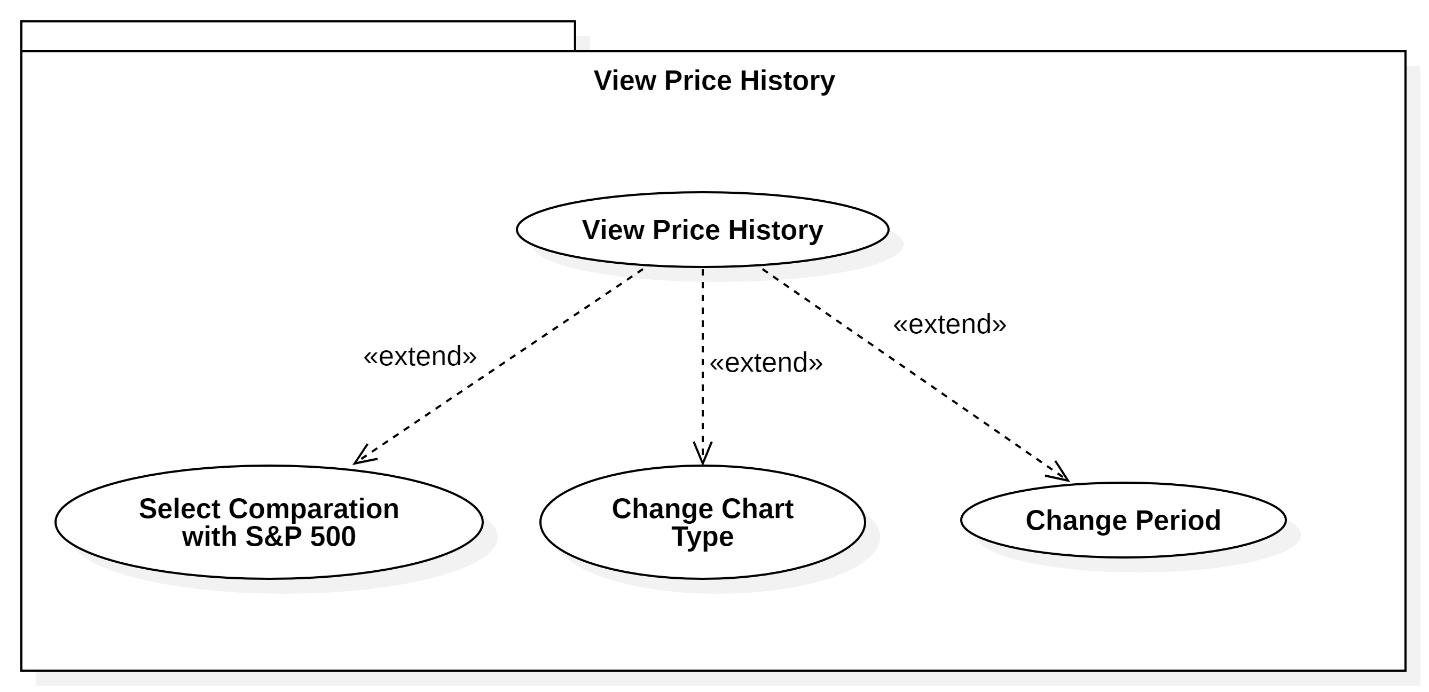 View Price History
View Price History
«extend»
«extend»
«extend»
Select Comparation
with S&P 500
Change Chart
Type
Change Period